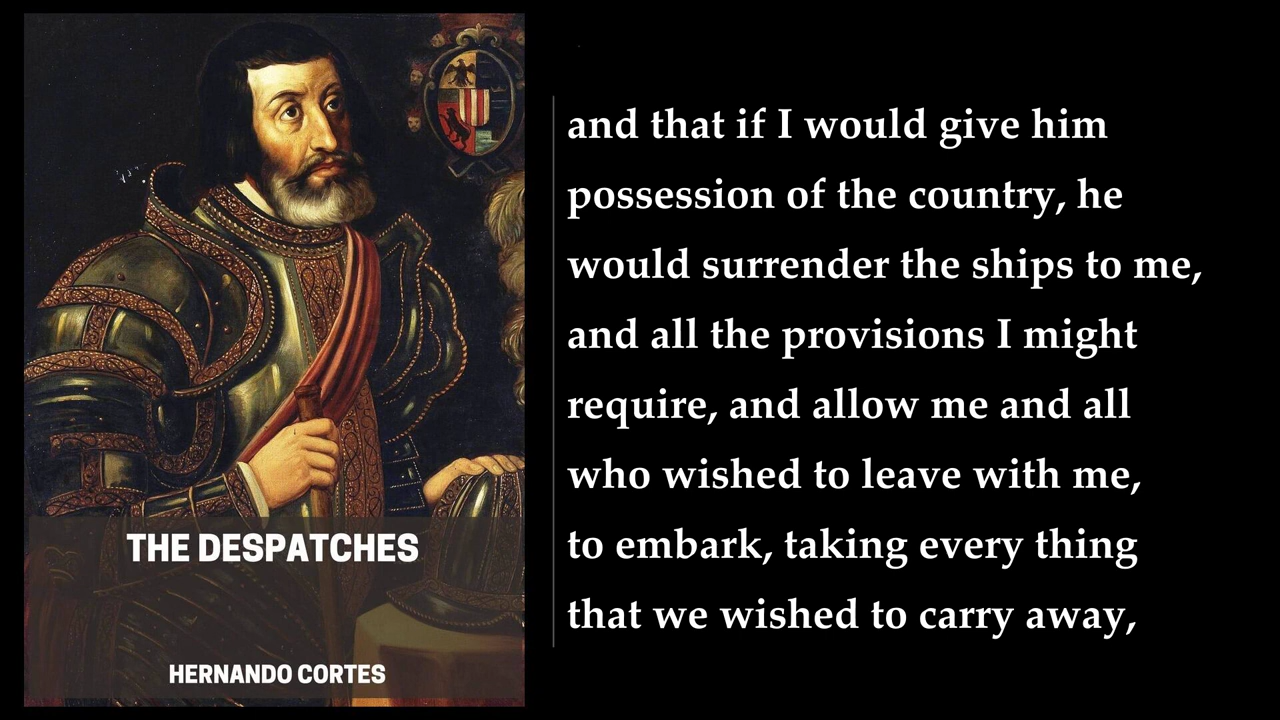 THE DESPATCHES
HERNANDO CORTES
and that if I would give him
possession of the country, he
would surrender the ships to me,
and all the provisions I might
require, and allow me and all
who wished to leave with me,
to embark, taking every thing
that we wished to carry away,